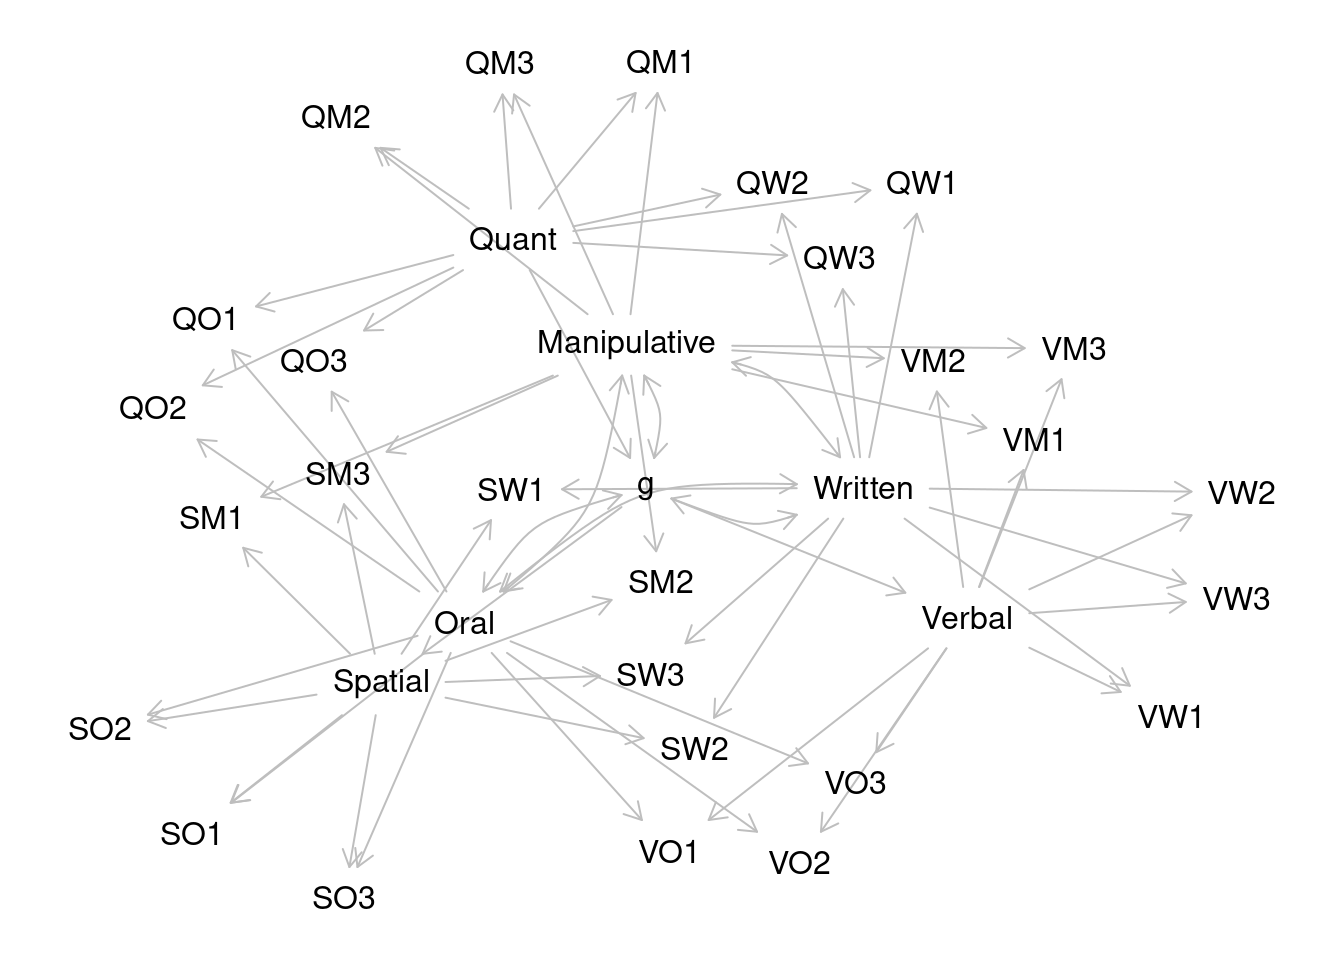 QM3
QM1
QM2
QW2
QW1
Quant
QW3
QO1
Manipulative
VM3
QO3
VM2
QO2
VM1
SM3
SW1
g
Written
VW2
SM1
SM2
VW3
Oral
Verbal
SW3
Spatial
VW1
SO2
SW2
VO3
SO1
VO1
VO2
SO3